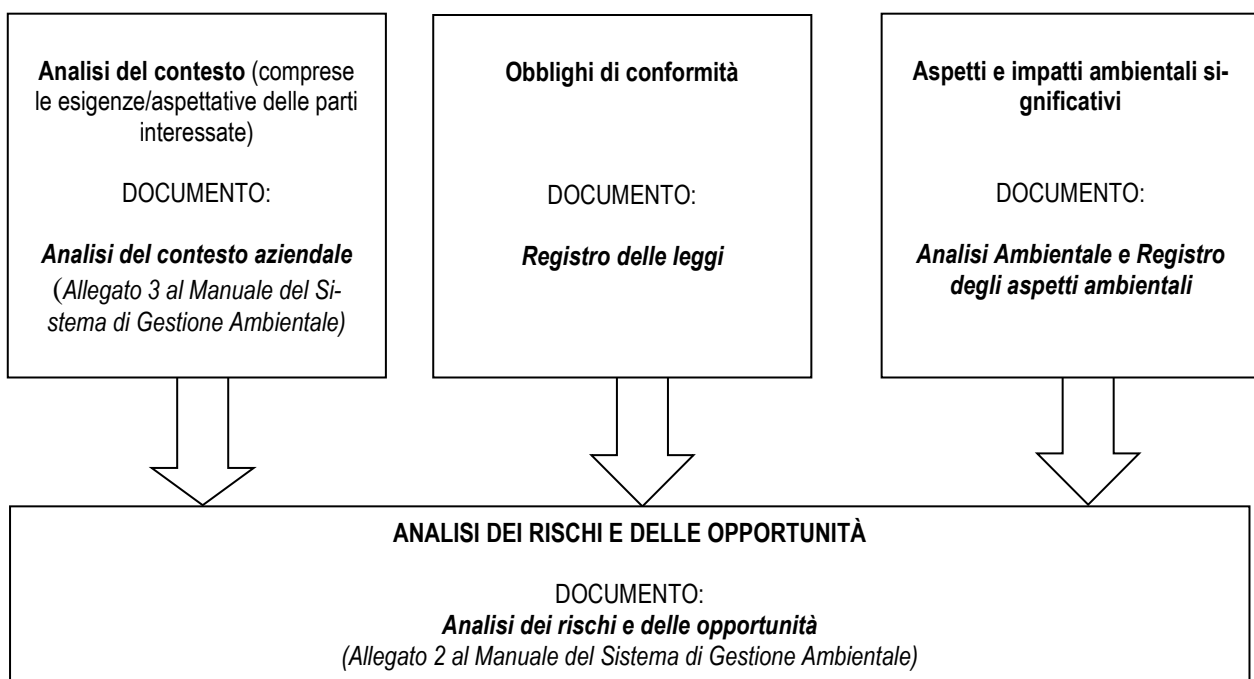 Analisi del contesto (comprese
le esigenze/aspettative delle parti
interessate)
DOCUMENTO:
Analisi del contesto aziendale
(Allegato 3 al Manuale del Si-
stema di Gestione Ambientale)
Obblighi di conformità
DOCUMENTO:
Registro delle leggi
Aspetti e impatti ambientali si-
gnificativi
DOCUMENTO:
Analisi Ambientale e Registro
degli aspetti ambientali
ANALISI DEI RISCHI E DELLE OPPORTUNITÀ
DOCUMENTO:
Analisi dei rischi e delle opportunità
(Allegato 2 al Manuale del Sistema di Gestione Ambientale)